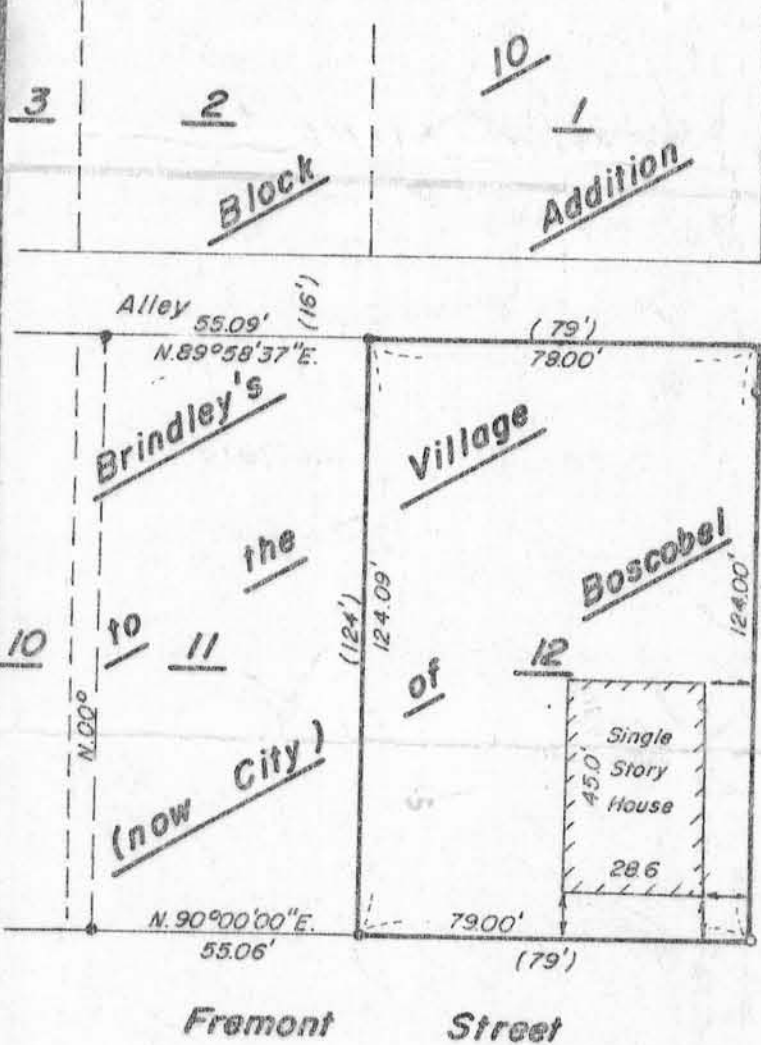 10
3 2 1
Block Addition
Alley 55.09' (16') (79')
N.89°58'37"E. 79.00'
Brindley's Village
the Boscobel
(124') 124.09' 124.00'
10 to 11 12
of
N.00°
Single
Story
House
45.0'
28.6
(now City)
N.90°00'00"E. 79.00'
55.06' (79')
Fremont Street